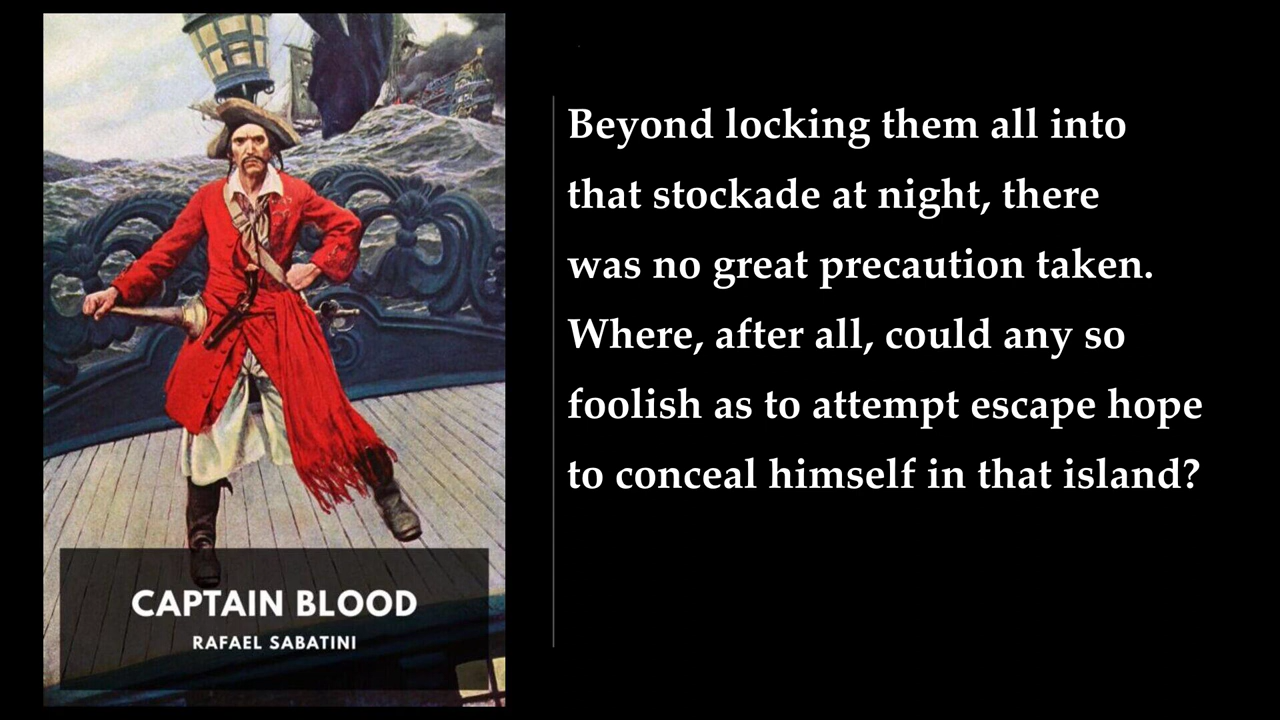 CAPTAIN BLOOD
RAFAEL SABATINI
Beyond locking them all into
that stockade at night, there
was no great precaution taken.
Where, after all, could any so
foolish as to attempt escape hope
to conceal himself in that island?